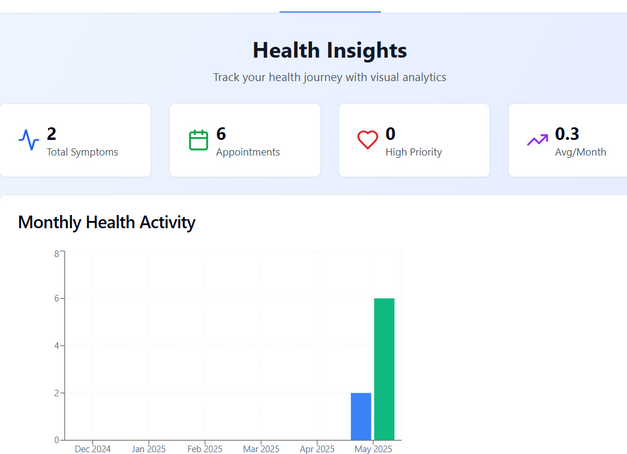 Health Insights
Track your health journey with visual analytics
2
Total Symptoms
6
Appointments
0
High Priority
0.3
Avg/Month
Monthly Health Activity
8
6
4
2
0
Dec 2024 Jan 2025 Feb 2025 Mar 2025 Apr 2025 May 2025